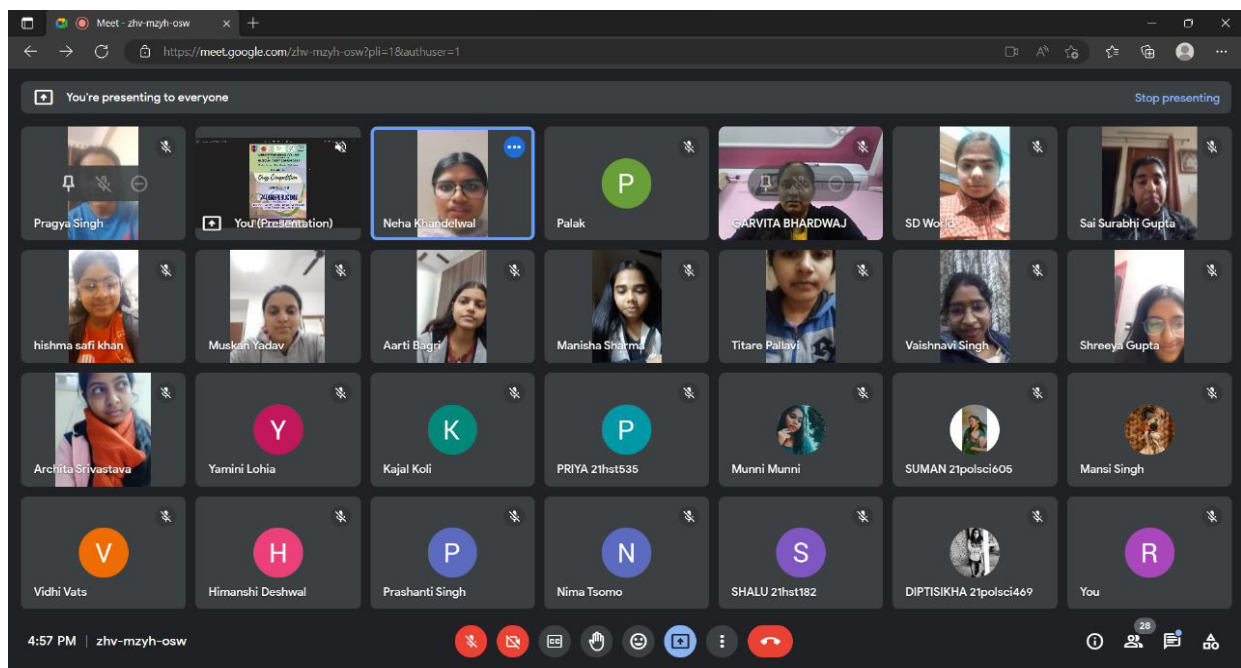 Meet - zhv-mzyh-osw
https://meet.google.com/zhv-mzyh-osw?pli=1&authuser=1
You're presenting to everyone
Stop presenting
Pragya Singh
Quiz Competition
You (Presentation)
Neha Khandelwal
P
Palak
GARVITA BHARDWAJ
SD World
Sai Surabhi Gupta
hishma safi khan
Muskan Yadav
Aarti Bagri
Manisha Sharma
Titare Pallavi
Vaishnavi Singh
Shreeya Gupta
Archita Srivastava
Y
Yamini Lohia
K
Kajal Koli
P
PRIYA 21hst535
Munni Munni
SUMAN 21polsci605
Mansi Singh
V
Vidhi Vats
H
Himanshi Deshwal
P
Prashanti Singh
N
Nima Tsomo
S
SHALU 21hst182
DIPTISIKHA 21polsci469
R
You
4:57 PM | zhv-mzyh-osw
28